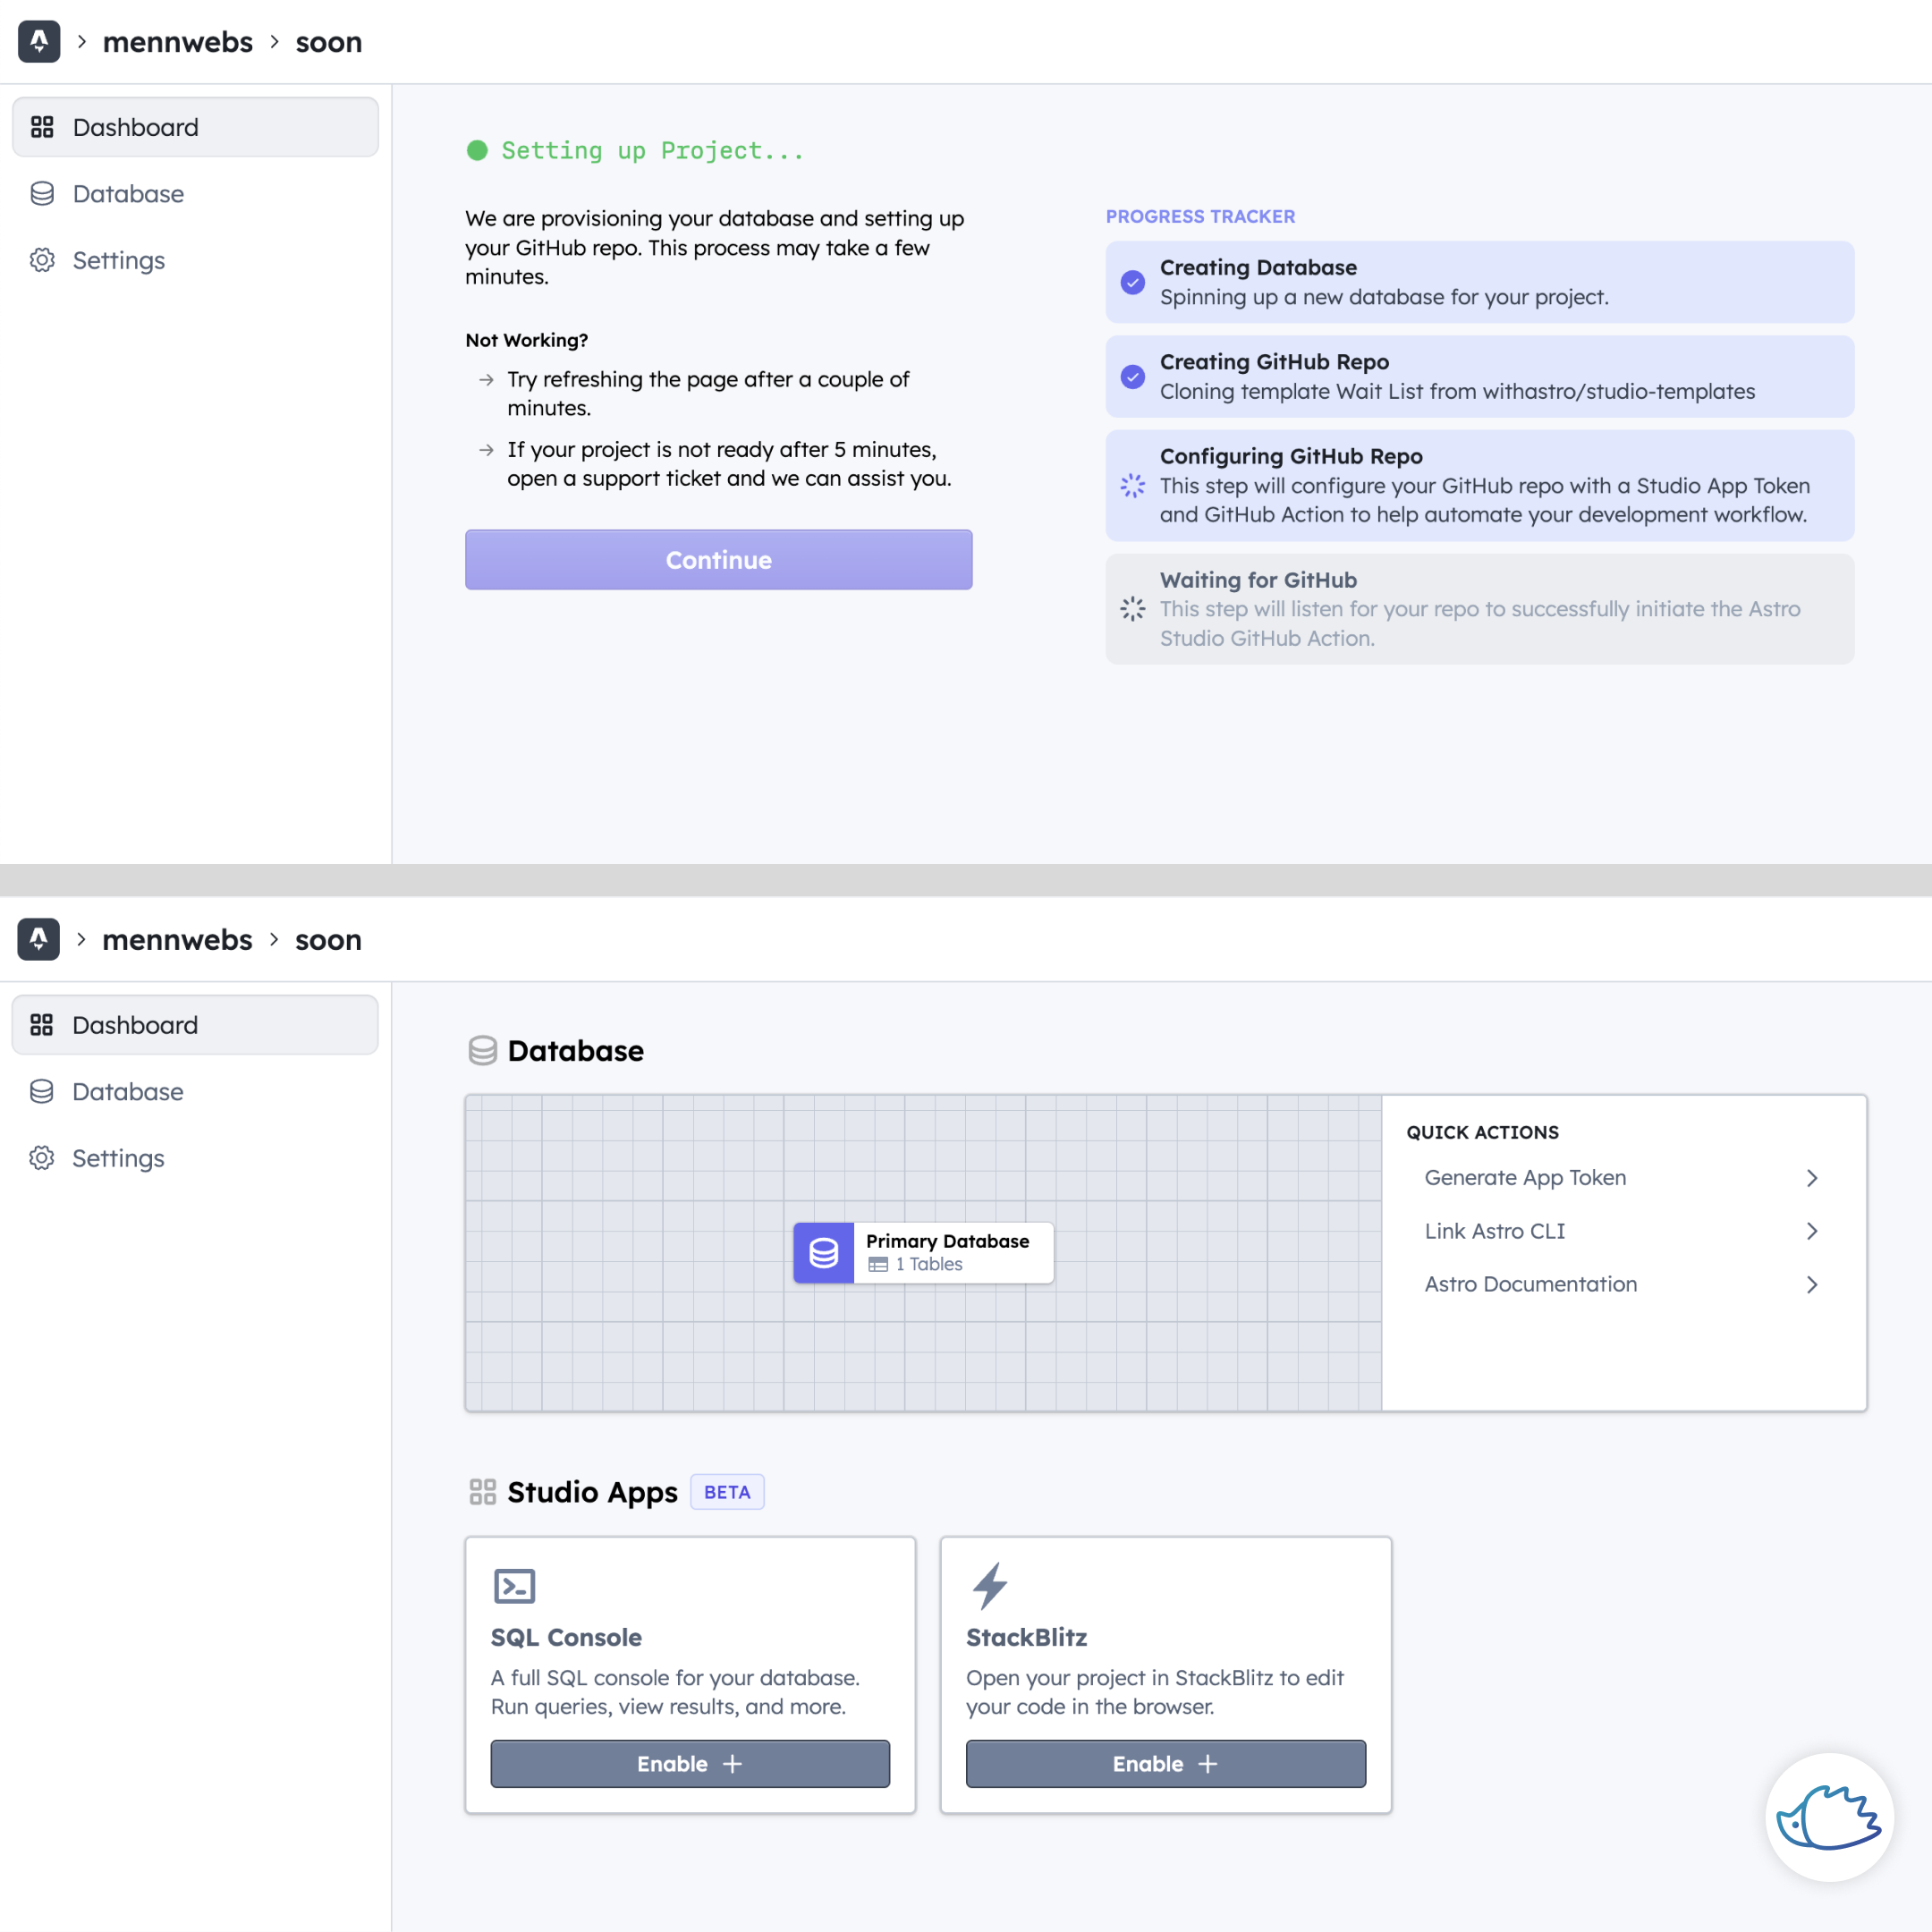 mennwebs > soon
Dashboard
Database
Settings
Setting up Project...
We are provisioning your database and setting up
your GitHub repo. This process may take a few
minutes.
Not Working?
→ Try refreshing the page after a couple of
minutes.
→ If your project is not ready after 5 minutes,
open a support ticket and we can assist you.
Continue
PROGRESS TRACKER
Creating Database
Spinning up a new database for your project.
Creating GitHub Repo
Cloning template Wait List from withastro/studio-templates
Configuring GitHub Repo
This step will configure your GitHub repo with a Studio App Token
and GitHub Action to help automate your development workflow.
Waiting for GitHub
This step will listen for your repo to successfully initiate the Astro
Studio GitHub Action.
mennwebs > soon
Dashboard
Database
Settings
Database
Primary Database
1 Tables
QUICK ACTIONS
Generate App Token
Link Astro CLI
Astro Documentation
Studio Apps BETA
SQL Console
A full SQL console for your database.
Run queries, view results, and more.
Enable +
StackBlitz
Open your project in StackBlitz to edit
your code in the browser.
Enable +